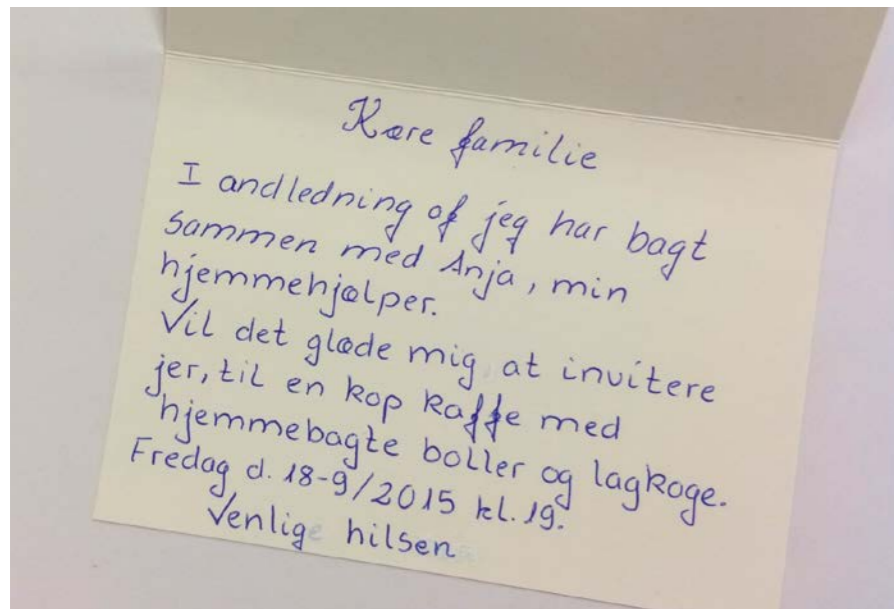 Kære familie
I andledning af jeg har bagt
sammen med Anja, min
hjemmehjælper.
Vil det glæde mig at invitere
jer, til en kop kaffe med
hjemmebagte boller og lagkage.
Fredag d. 18-9/2015 kl. 19.
Venlige hilsen